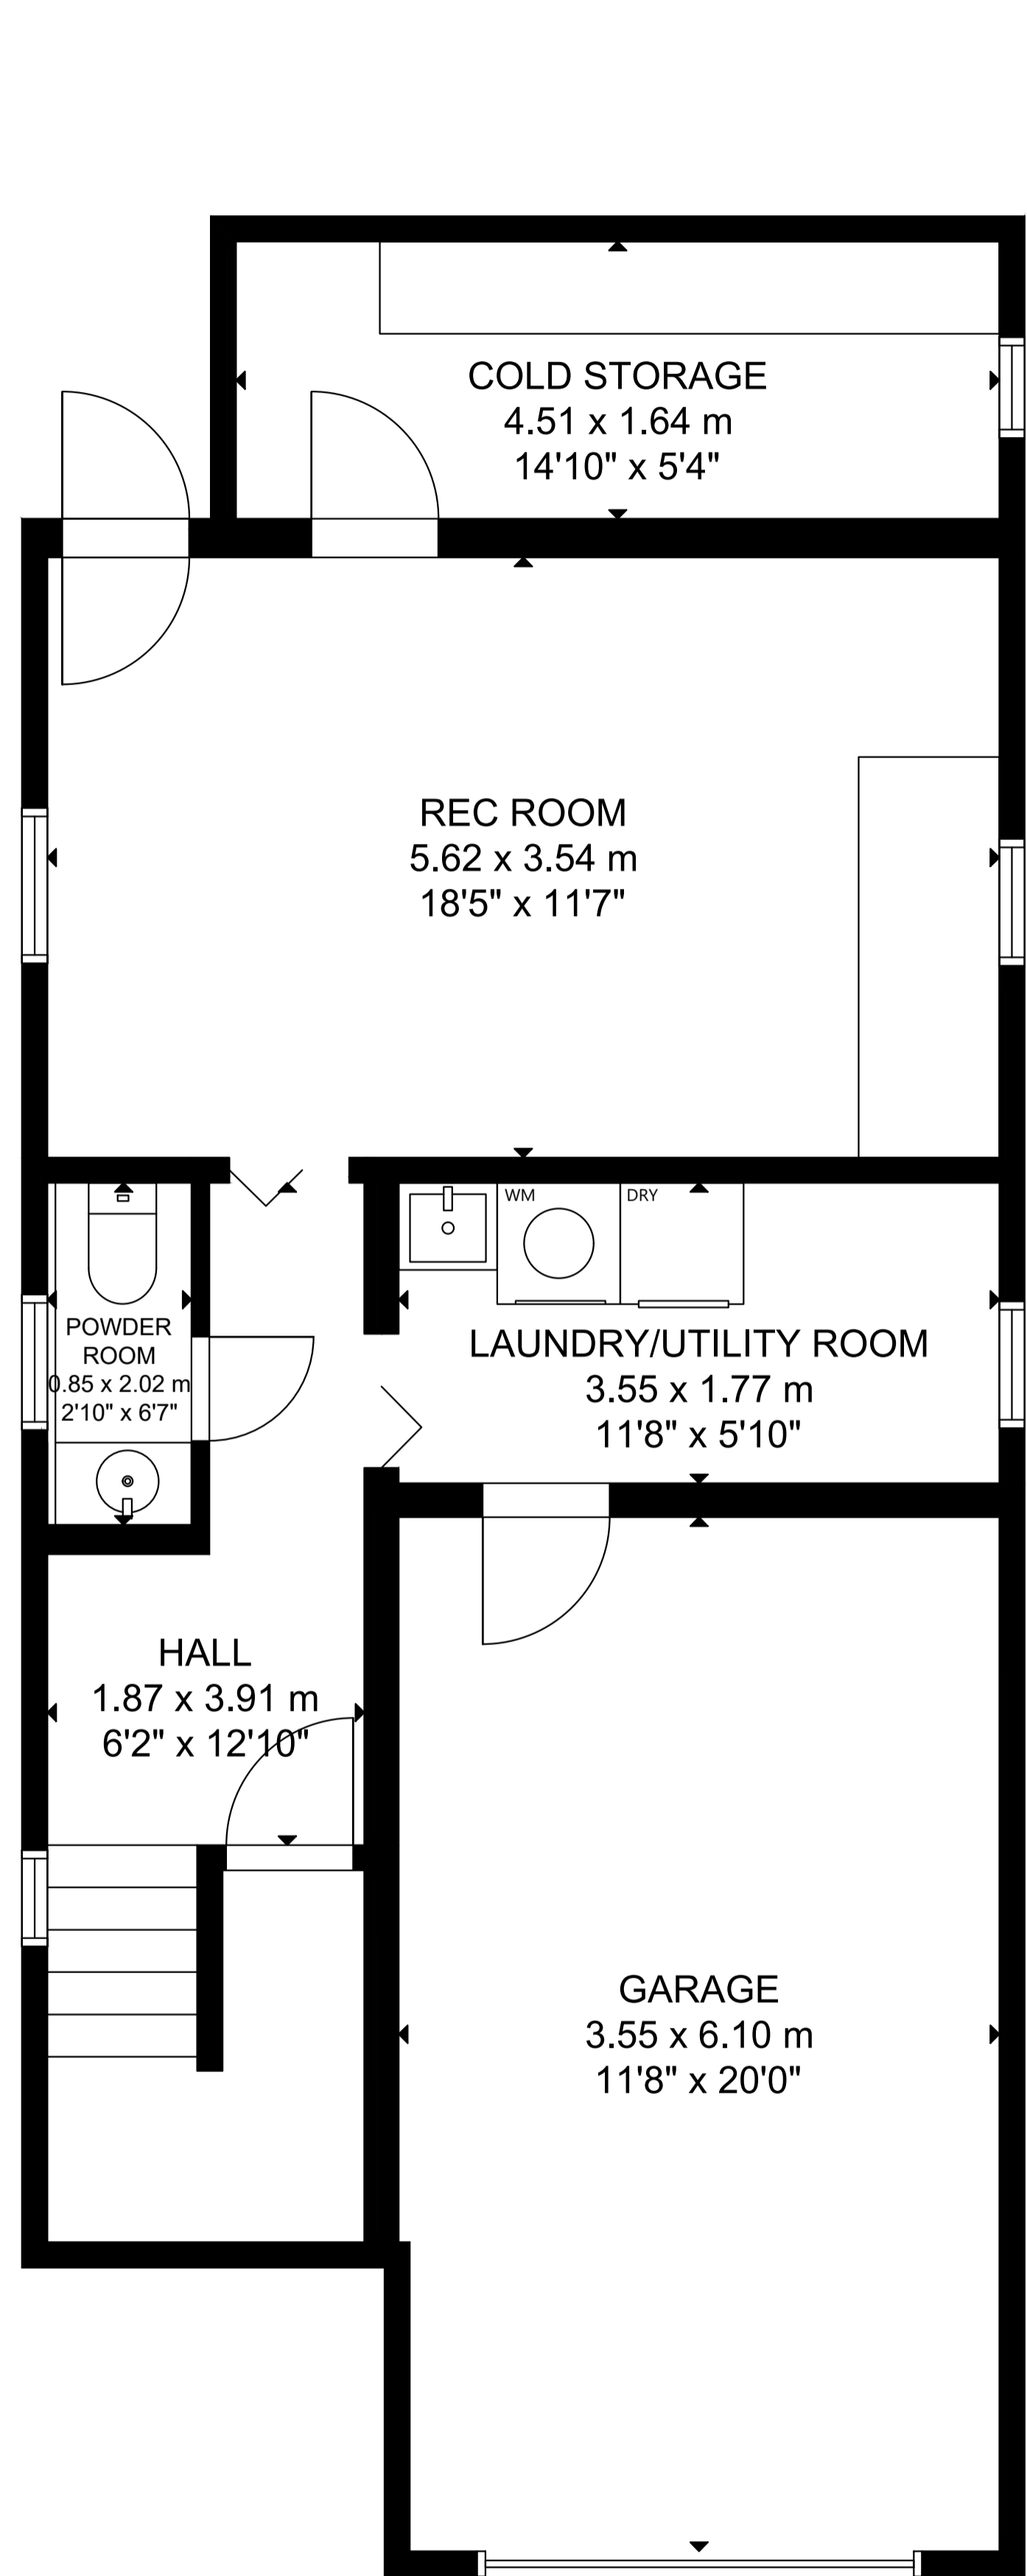 COLD STORAGE
4.51 x 1.64 m
14'10" x 5'4"
REC ROOM
5.62 x 3.54 m
18'5" x 11'7"
WM
DRY
POWDER
ROOM
0.85 x 2.02 m
2'10" x 6'7"
LAUNDRY/UTILITY ROOM
3.55 x 1.77 m
11'8" x 5'10"
HALL
1.87 x 3.91 m
6'2" x 12'10"
GARAGE
3.55 x 6.10 m
11'8" x 20'0"